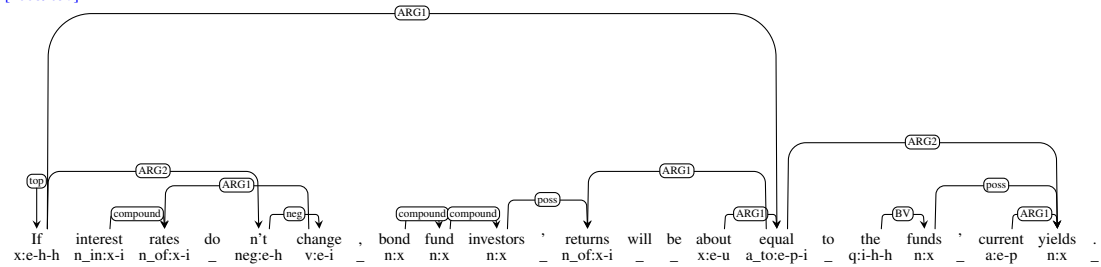 ARG1
ARG2
top
ARG2
ARG1
ARG1
poss
poss
compound
neg
compound
compound
ARG1
BV
ARG1
If interest rates do n't change , bond fund investors ' returns will be about equal to the funds ' current yields .
x:e-h-h n_in:x-i n_of:x-i _ neg:e-h v:e-i _ n:x n:x n:x _ n_of:x-i _ _ x:e-u a_to:e-p-i _ q:i-h-h n:x _ a:e-p n:x _